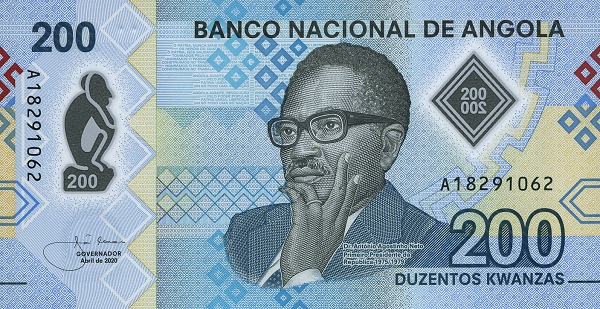 200
BANCO NACIONAL DE ANGOLA
A18291062
200
200
200
A18291062
GOVERNADOR
Abril de 2020
Dr. António Agostinho Neto
Primeiro Presidente da
República 1975/1979
200
DUZENTOS KWANZAS